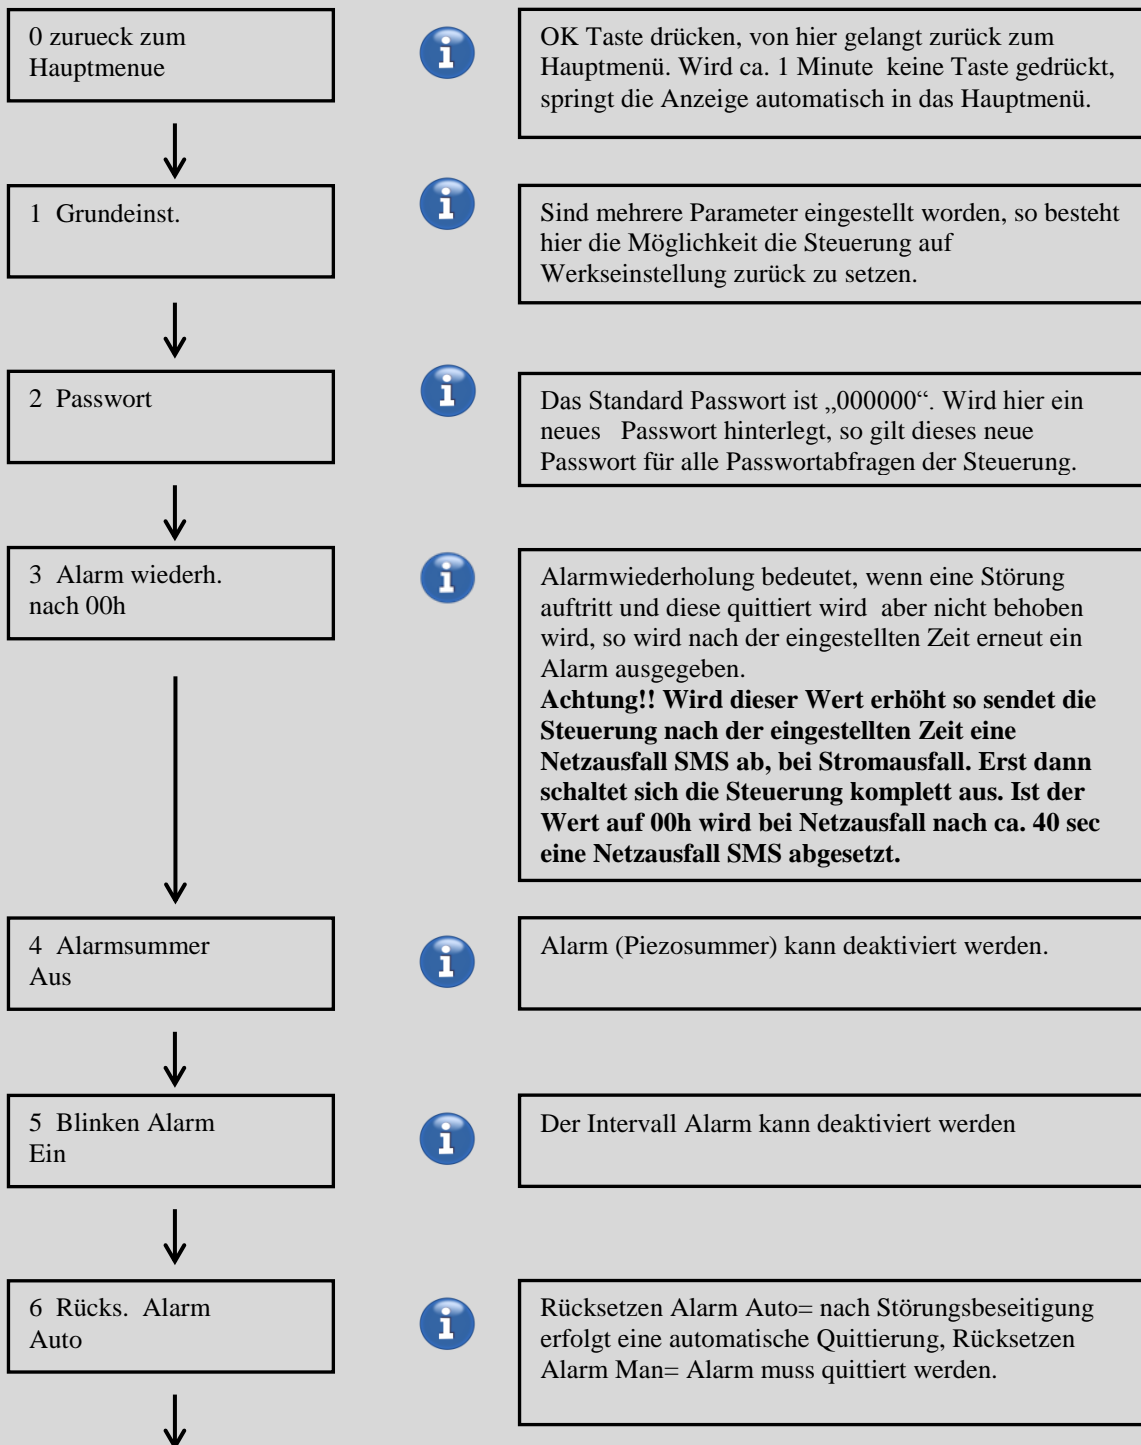 0 zurueck zum
Hauptmenue
OK Taste drücken, von hier gelangt zurück zum
Hauptmenü. Wird ca. 1 Minute keine Taste gedrückt,
springt die Anzeige automatisch in das Hauptmenü.
1 Grundeinst.
Sind mehrere Parameter eingestellt worden, so besteht
hier die Möglichkeit die Steuerung auf
Werkseinstellung zurück zu setzen.
2 Passwort
Das Standard Passwort ist „000000“. Wird hier ein
neues Passwort hinterlegt, so gilt dieses neue
Passwort für alle Passwortabfragen der Steuerung.
3 Alarm wiederh.
nach 00h
Alarmwiederholung bedeutet, wenn eine Störung
auftritt und diese quittiert wird aber nicht behoben
wird, so wird nach der eingestellten Zeit erneut ein
Alarm ausgegeben.
Achtung!! Wird dieser Wert erhöht so sendet die
Steuerung nach der eingestellten Zeit eine
Netzausfall SMS ab, bei Stromausfall. Erst dann
schaltet sich die Steuerung komplett aus. Ist der
Wert auf 00h wird bei Netzausfall nach ca. 40 sec
eine Netzausfall SMS abgesetzt.
4 Alarmsummer
Aus
Alarm (Piezosummer) kann deaktiviert werden.
5 Blinken Alarm
Ein
Der Intervall Alarm kann deaktiviert werden
6 Rücks. Alarm
Auto
Rücksetzen Alarm Auto= nach Störungsbeseitigung
erfolgt eine automatische Quittierung, Rücksetzen
Alarm Man= Alarm muss quittiert werden.